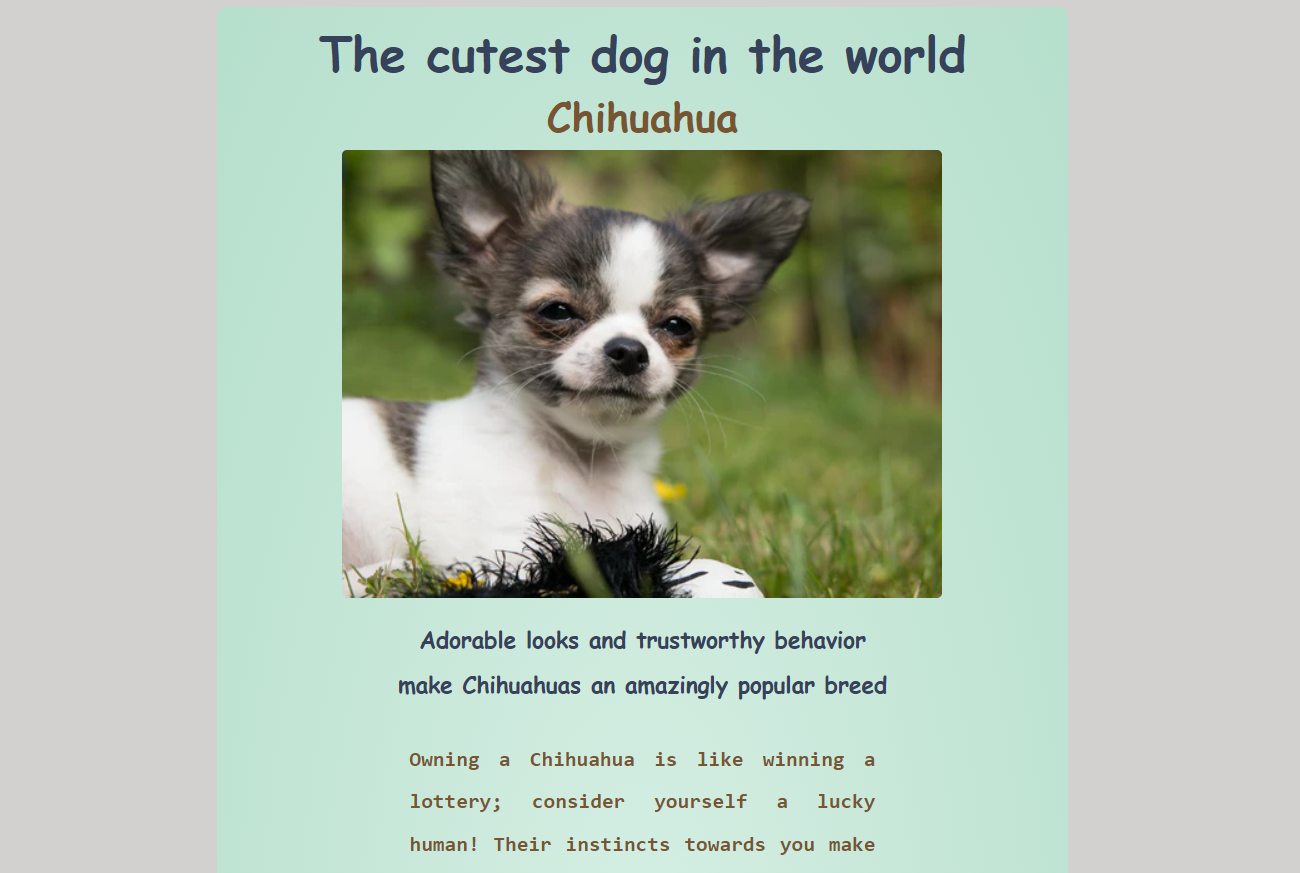 The cutest dog in the world
Chihuahua
Adorable looks and trustworthy behavior
make Chihuahuas an amazingly popular breed
Owning a Chihuahua is like winning a
lottery; consider yourself a lucky
human! Their instincts towards you make